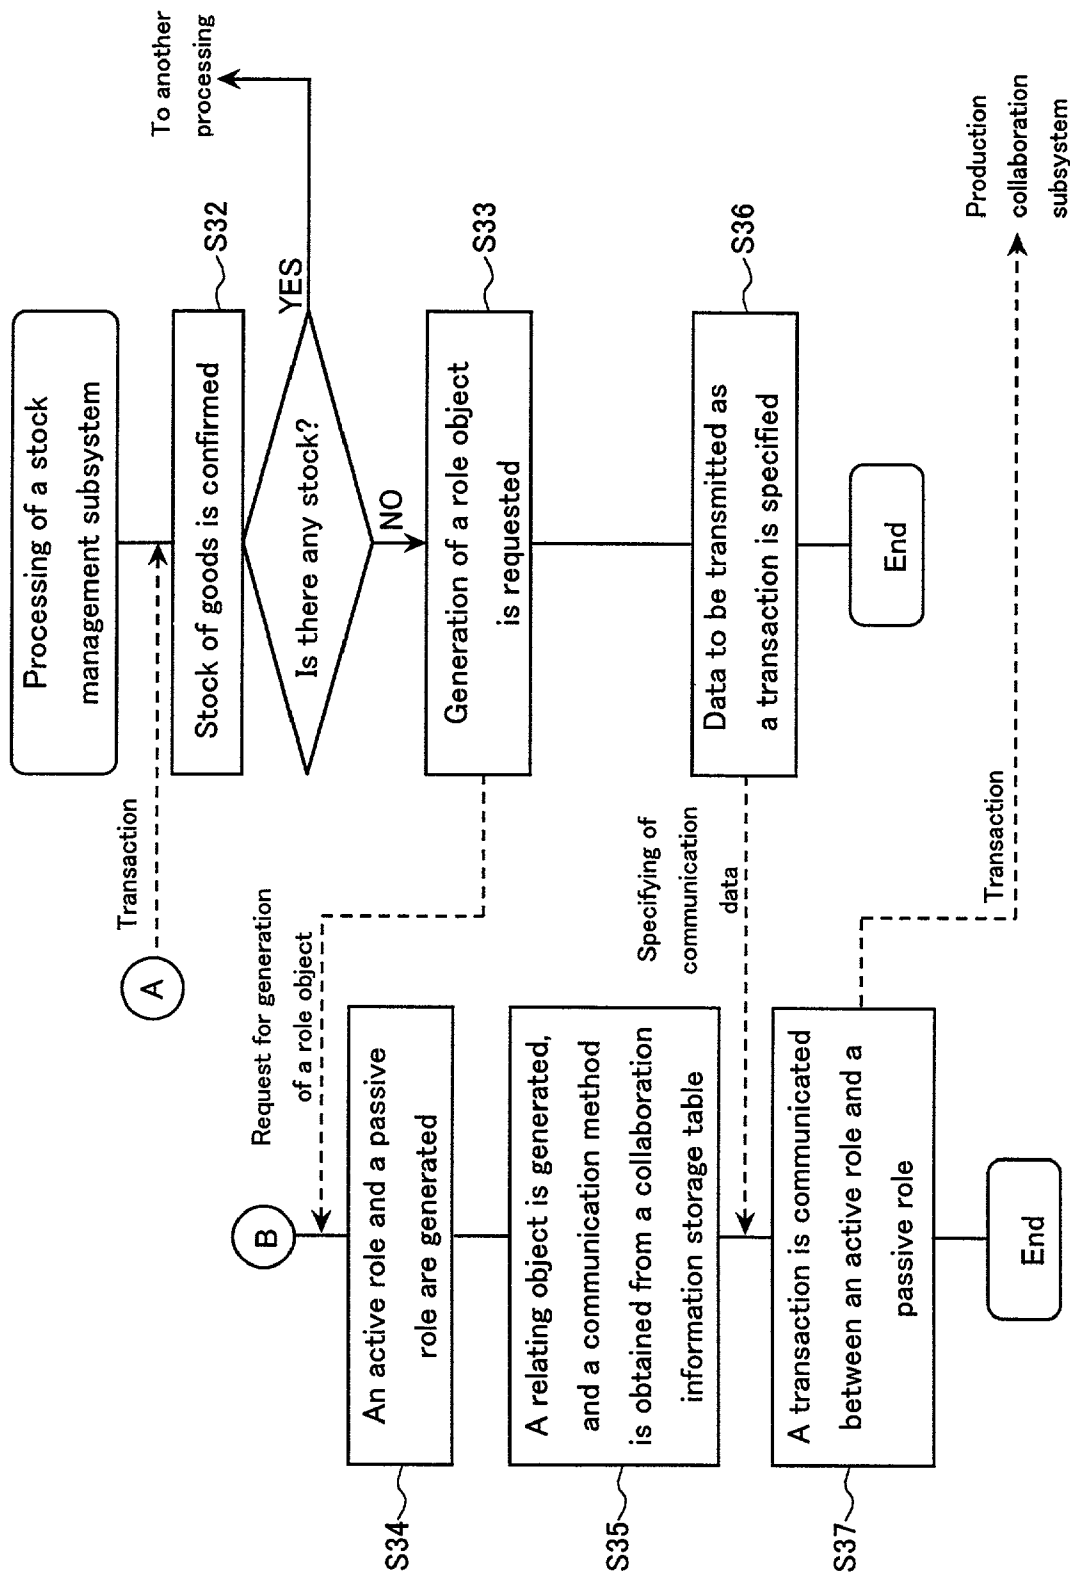 Processing of a stock
management subsystem
A
Transaction
Stock of goods is confirmed
S32
Is there any stock?
YES
To another
processing
NO
Generation of a role object
is requested
S33
B
Request for generation
of a role object
S34
An active role and a passive
role are generated
S35
A relating object is generated,
and a communication method
is obtained from a collaboration
information storage table
Data to be transmitted as
a transaction is specified
S36
Specifying of
communication
data
End
S37
A transaction is communicated
between an active role and a
passive role
Transaction
Production
collaboration
subsystem
End